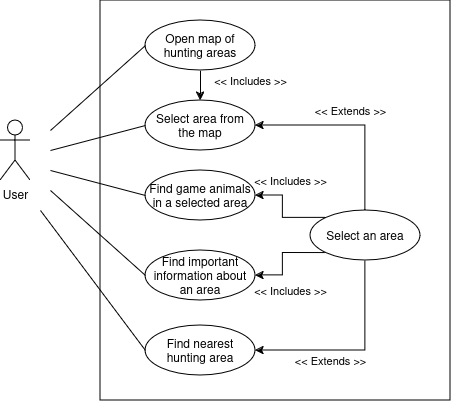 Open map of
hunting areas
<< Includes >>
<< Extends >>
Select area from
the map
User
Find game animals
in a selected area
<< Includes >>
Select an area
Find important
information about
an area
<< Includes >>
Find nearest
hunting area
<< Extends >>